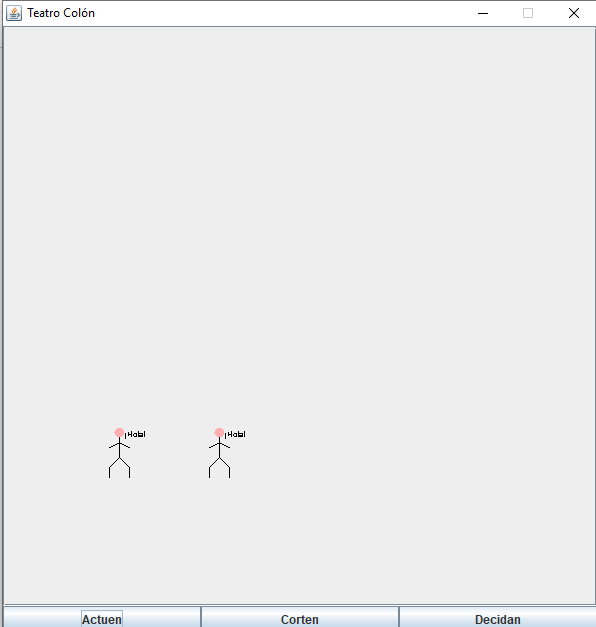 Teatro Colón
¡Hola! ¡Hola!
Actuen Corten Decidan